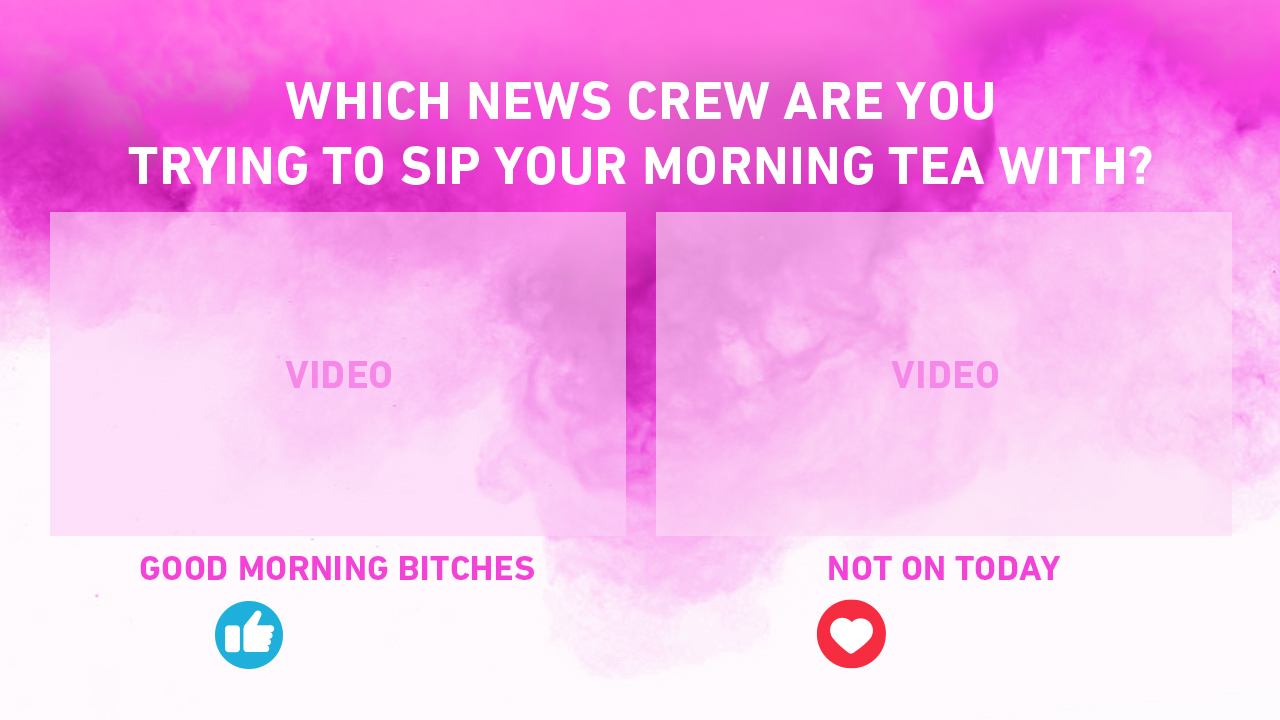 WHICH NEWS CREW ARE YOU
TRYING TO SIP YOUR MORNING TEA WITH?
VIDEO
VIDEO
GOOD MORNING BITCHES
NOT ON TODAY